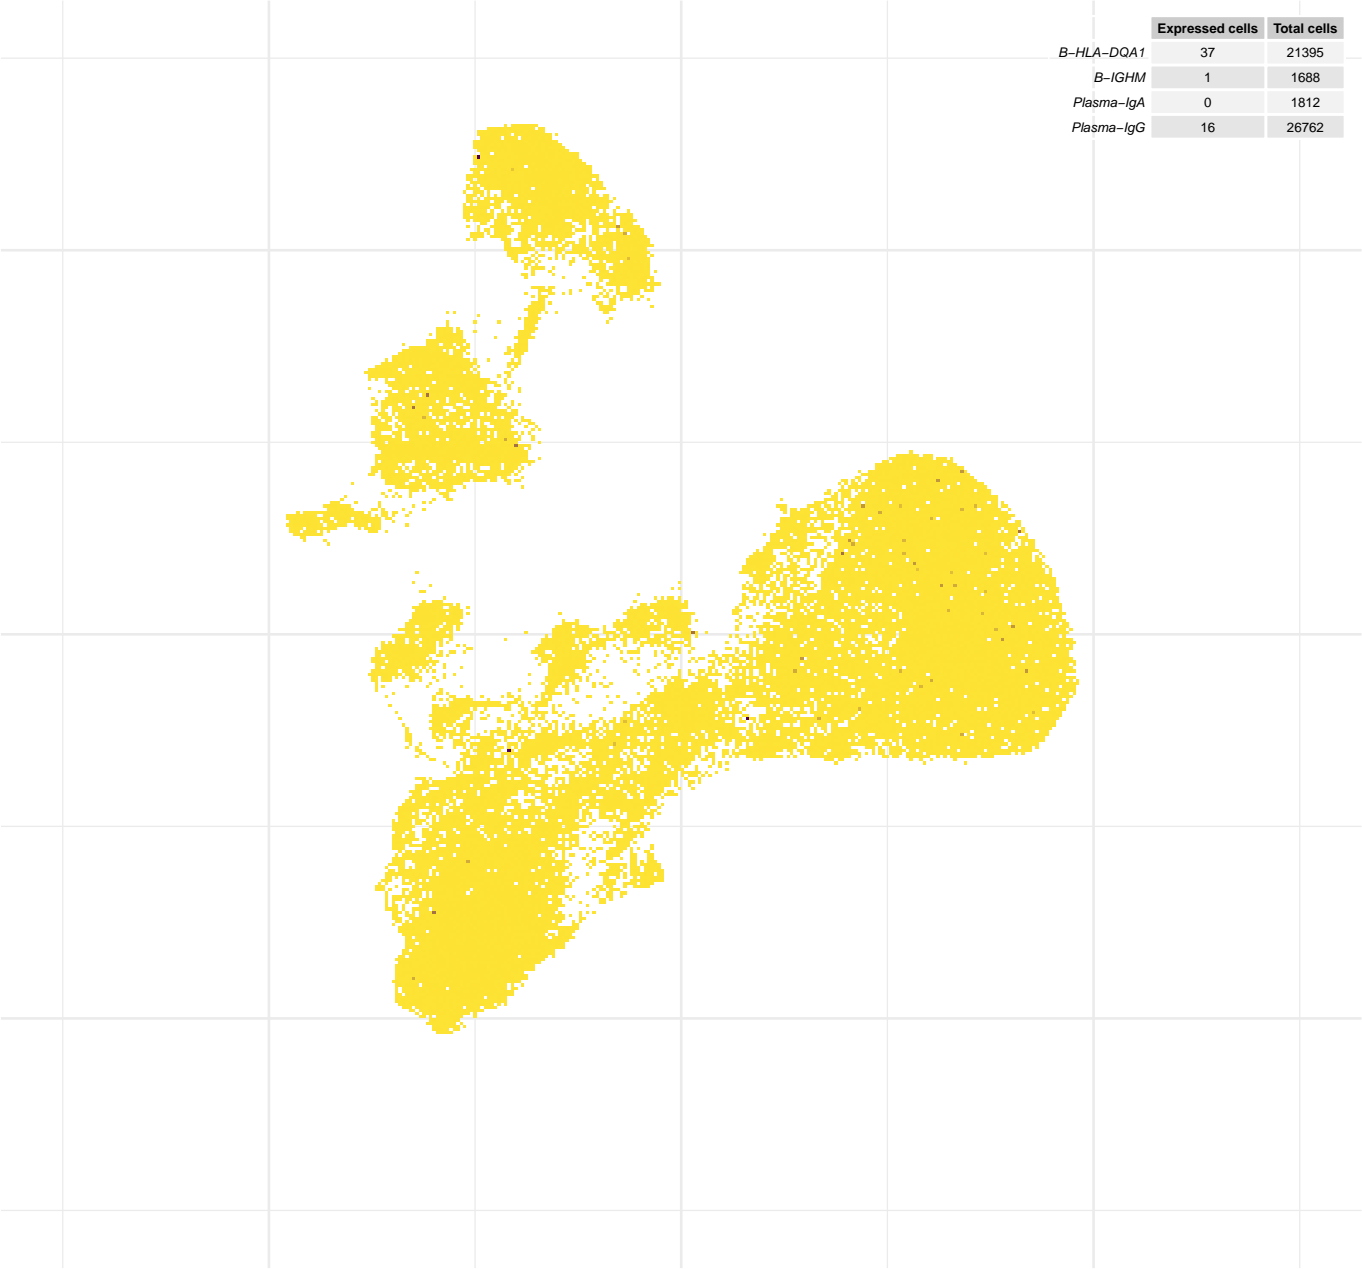 Expressed cells Total cells
B−HLA−DQA1 37 21395
B−IGHM 1 1688
Plasma−IgA 0 1812
Plasma−IgG 16 26762